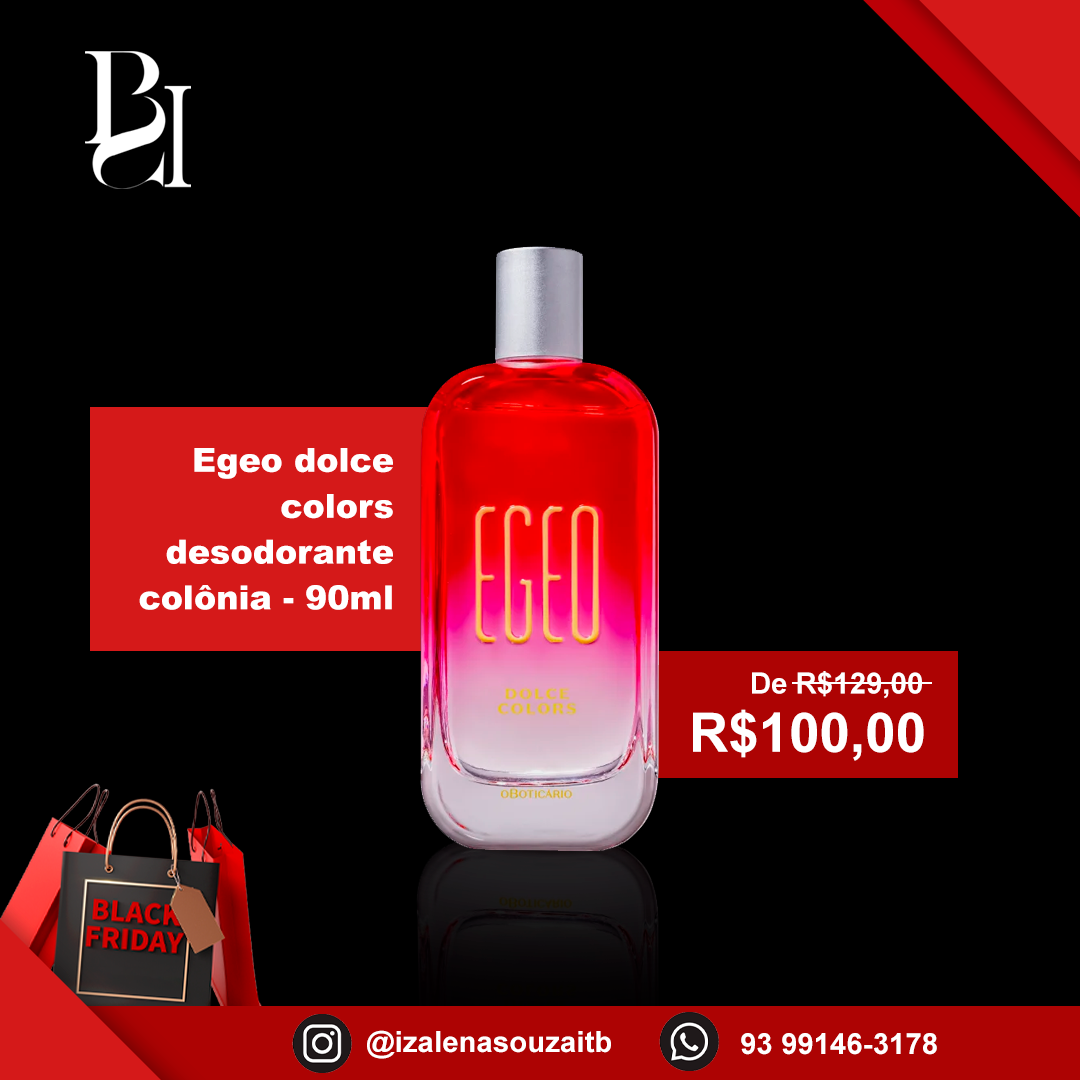 BI
Egeo dolce
colors
desodorante
colônia - 90ml
EGEO
DOLCE
COLORS
oBOTICÁRIO
De R$129,00
R$100,00
BLACK
FRIDAY
@izalenasouzaitb
93 99146-3178